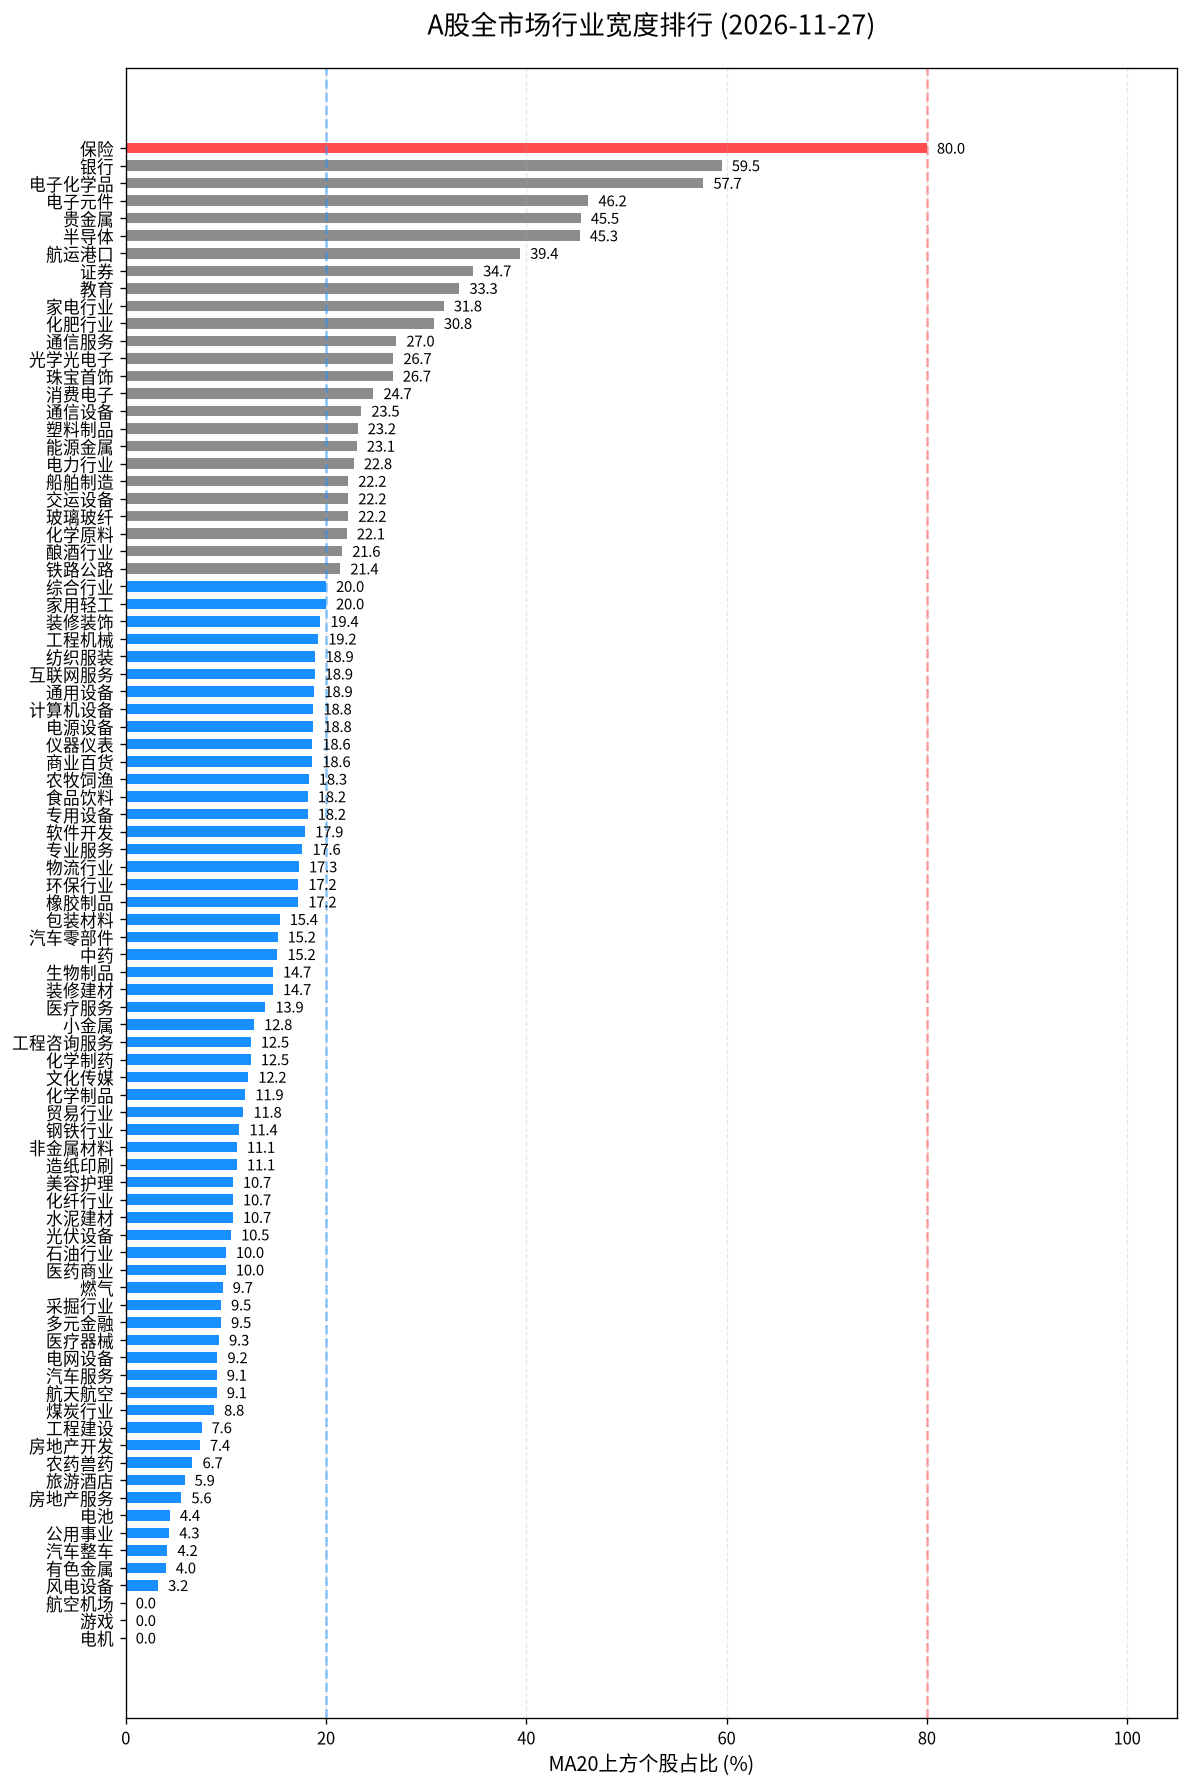 A股全市场行业宽度排行 (2026-11-27)
保险 80.0
银行 59.5
电子化学品 57.7
电子元件 46.2
贵金属 45.5
半导体 45.3
航运港口 39.4
证券 34.7
教育 33.3
家电行业 31.8
化肥行业 30.8
通信服务 27.0
光学光电子 26.7
珠宝首饰 26.7
消费电子 24.7
通信设备 23.5
塑料制品 23.2
能源金属 23.1
电力行业 22.8
船舶制造 22.2
交运设备 22.2
玻璃玻纤 22.2
化学原料 22.1
酿酒行业 21.6
铁路公路 21.4
综合行业 20.0
家用轻工 20.0
装修装饰 19.4
工程机械 19.2
纺织服装 18.9
互联网服务 18.9
通用设备 18.9
计算机设备 18.8
电源设备 18.8
仪器仪表 18.6
商业百货 18.6
农牧饲渔 18.3
食品饮料 18.2
专用设备 18.2
软件开发 17.9
专业服务 17.6
物流行业 17.3
环保行业 17.2
橡胶制品 17.2
包装材料 15.4
汽车零部件 15.2
中药 15.2
生物制品 14.7
装修建材 14.7
医疗服务 13.9
小金属 12.8
工程咨询服务 12.5
化学制药 12.5
文化传媒 12.2
化学制品 11.9
贸易行业 11.8
钢铁行业 11.4
非金属材料 11.1
造纸印刷 11.1
美容护理 10.7
化纤行业 10.7
水泥建材 10.7
光伏设备 10.5
石油行业 10.0
医药商业 10.0
燃气 9.7
采掘行业 9.5
多元金融 9.5
医疗器械 9.3
电网设备 9.2
汽车服务 9.1
航天航空 9.1
煤炭行业 8.8
工程建设 7.6
房地产开发 7.4
农药兽药 6.7
旅游酒店 5.9
房地产服务 5.6
电池 4.4
公用事业 4.3
汽车整车 4.2
有色金属 4.0
风电设备 3.2
航空机场 0.0
游戏 0.0
电机 0.0
0 20 40 60 80 100
MA20上方个股占比 (%)